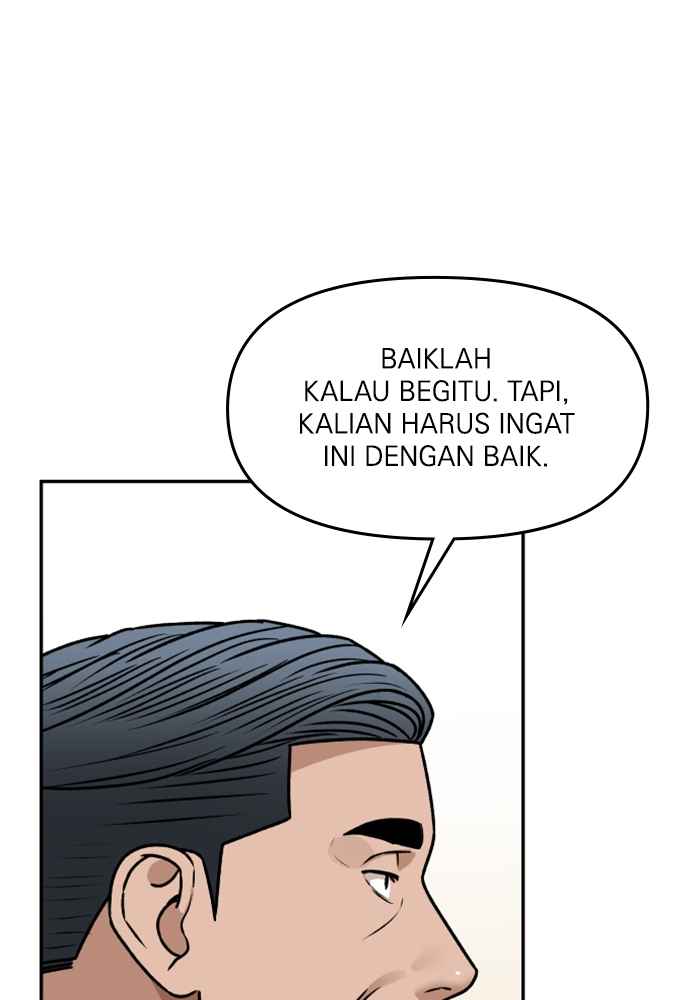 BAIKLAH
KALAU BEGITU. TAPI,
KALIAN HARUS INGAT
INI DENGAN BAIK.